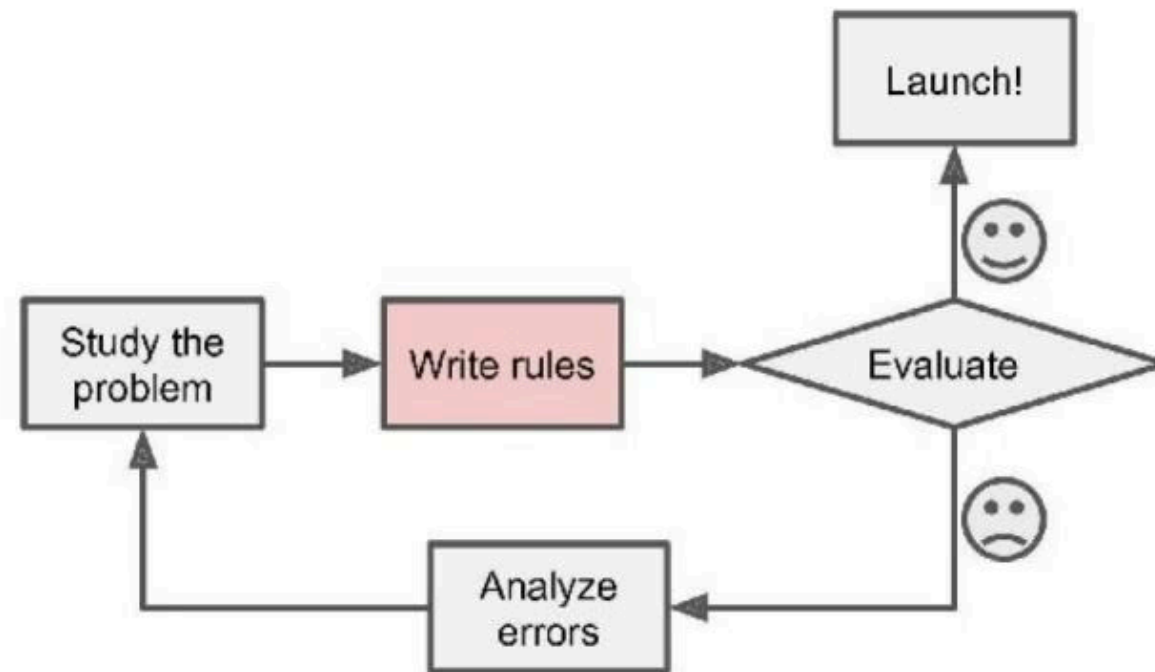 Launch!
Study the
problem
Write rules
Evaluate
Analyze
errors